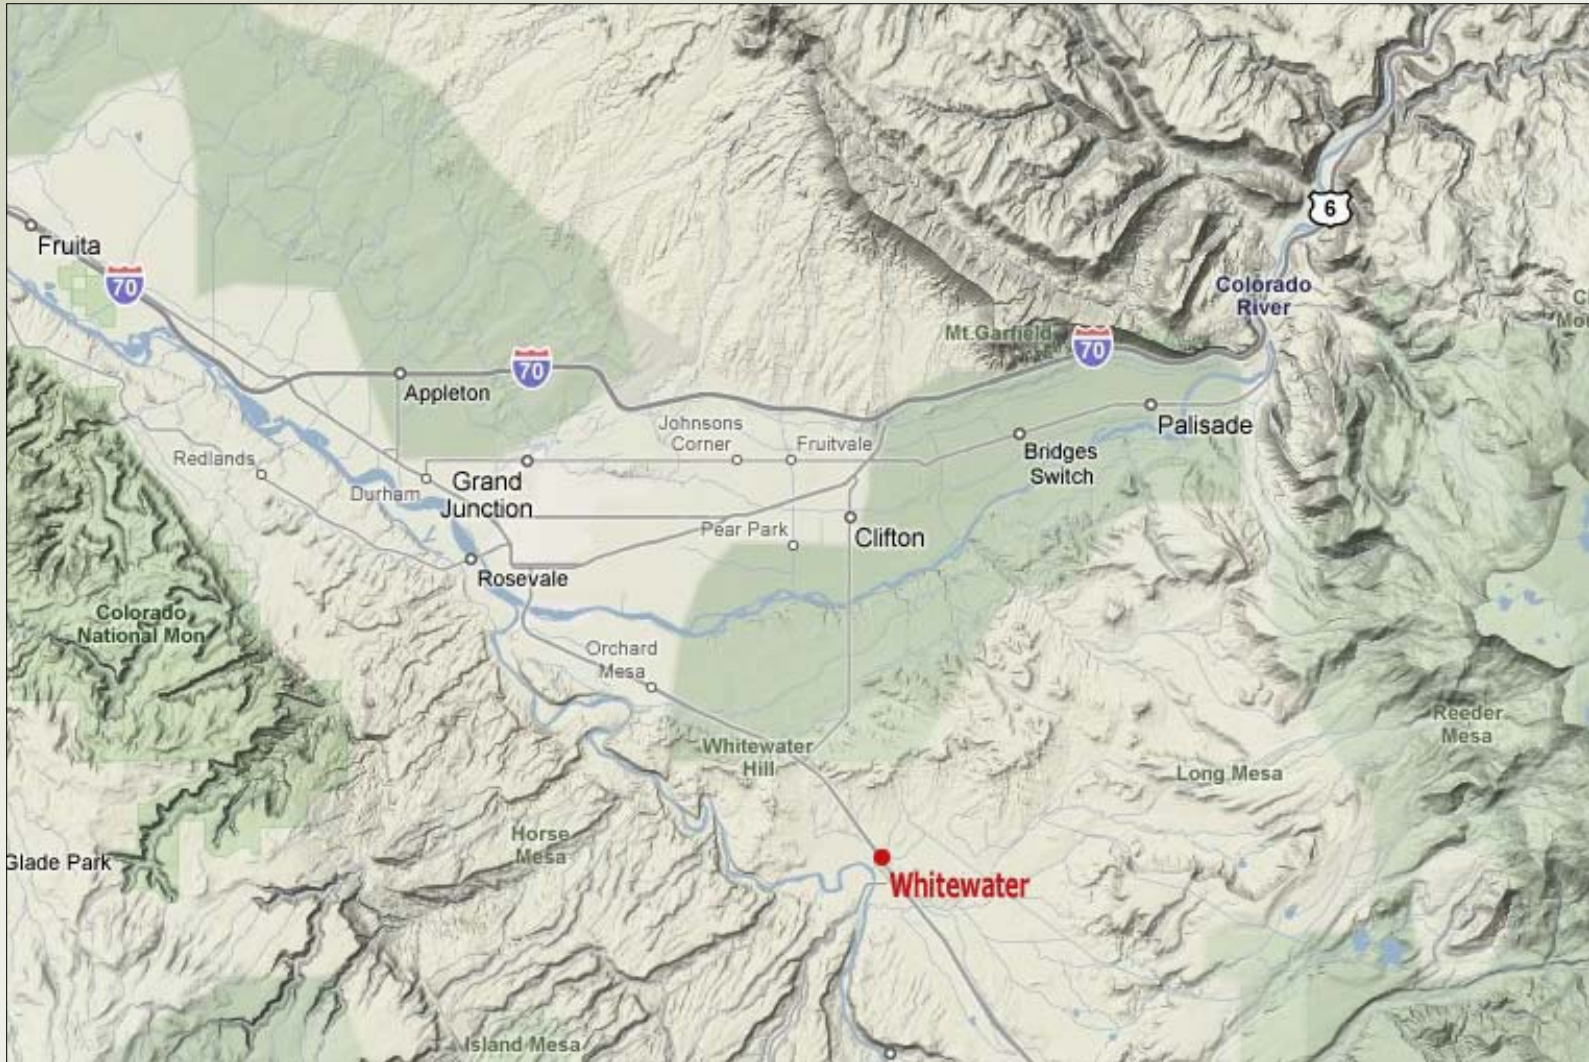 6
Fruita
70
Colorado
River
Mt.Garfield
70
70
Appleton
Johnsons
Corner
Fruitvale
Palisade
Bridges
Switch
Redlands
Durham
Grand
Junction
Pear Park
Clifton
Rosevale
Colorado
National Mon
Orchard
Mesa
Reeder
Mesa
Whitewater
Hill
Long Mesa
Horse
Mesa
Glade Park
Whitewater
Island Mesa